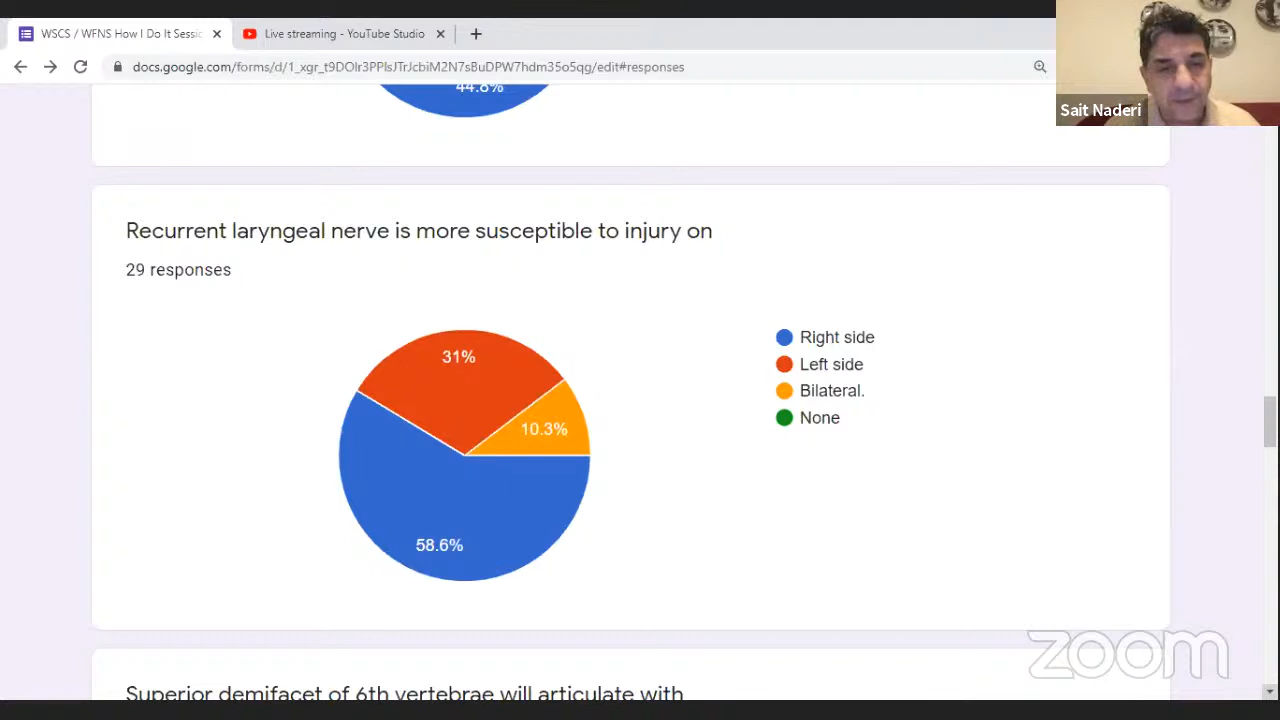 WSCS / WFNS How I Do It Sessi
Live streaming - YouTube Studio
docs.google.com/forms/d/1_xgr_t9DOlr3PPlsJTrJcbiM2N7sBuDPW7hdm35o5qg/edit#responses
Sait Naderi
44.8%
Recurrent laryngeal nerve is more susceptible to injury on
29 responses
31%
10.3%
58.6%
Right side
Left side
Bilateral.
None
zoom
Superior demifacet of 6th vertebrae will articulate with